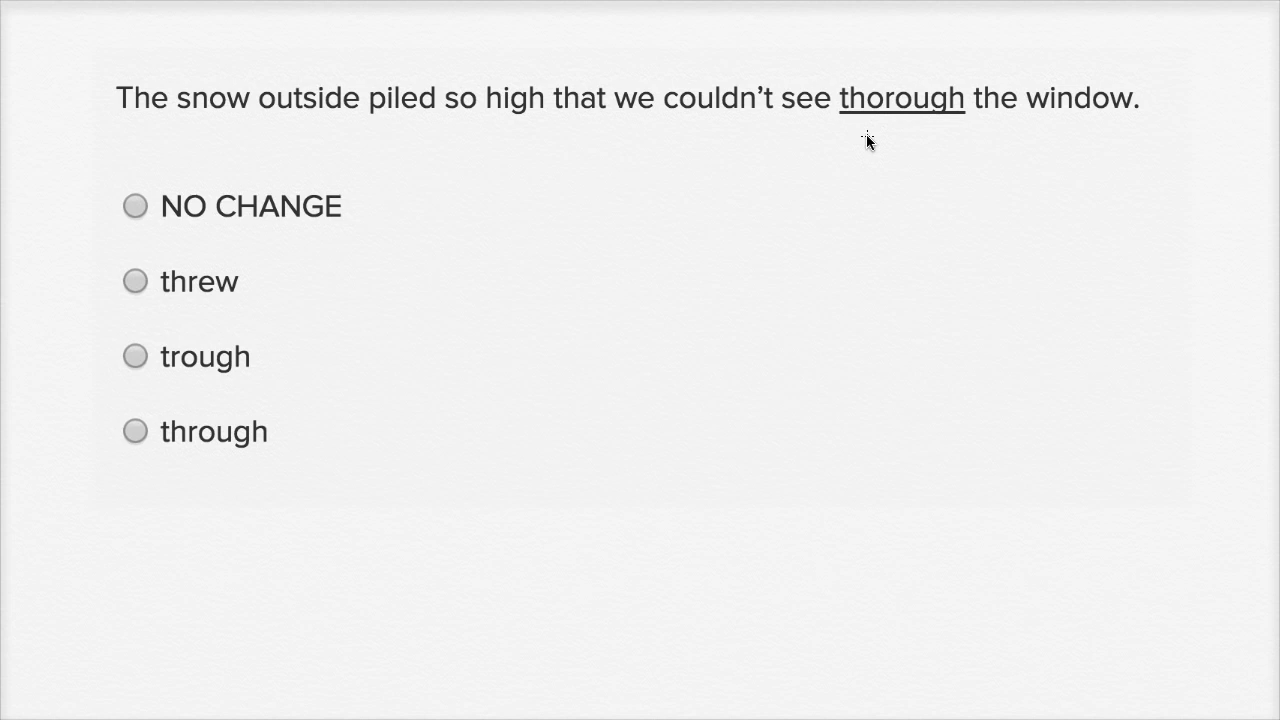 The snow outside piled so high that we couldn’t see thorough the window.
NO CHANGE
threw
trough
through